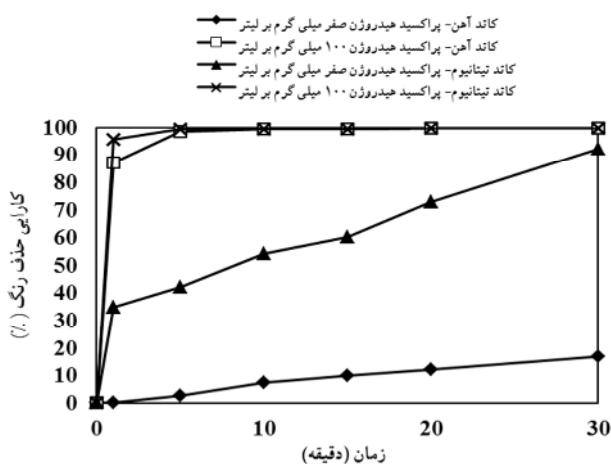 کاتد آهن- پراکسید هیدروژن صفر میلی گرم بر لیتر
کاتد آهن- پراکسید هیدروژن ۱۰۰ میلی گرم بر لیتر
کاتد تیتانیوم- پراکسید هیدروژن صفر میلی گرم بر لیتر
کاتد تیتانیوم- پراکسید هیدروژن ۱۰۰ میلی گرم بر لیتر
کارایی حذف رنگ (٪)
100
90
80
70
60
50
40
30
20
10
0
0 10 20 30
زمان (دقیقه)